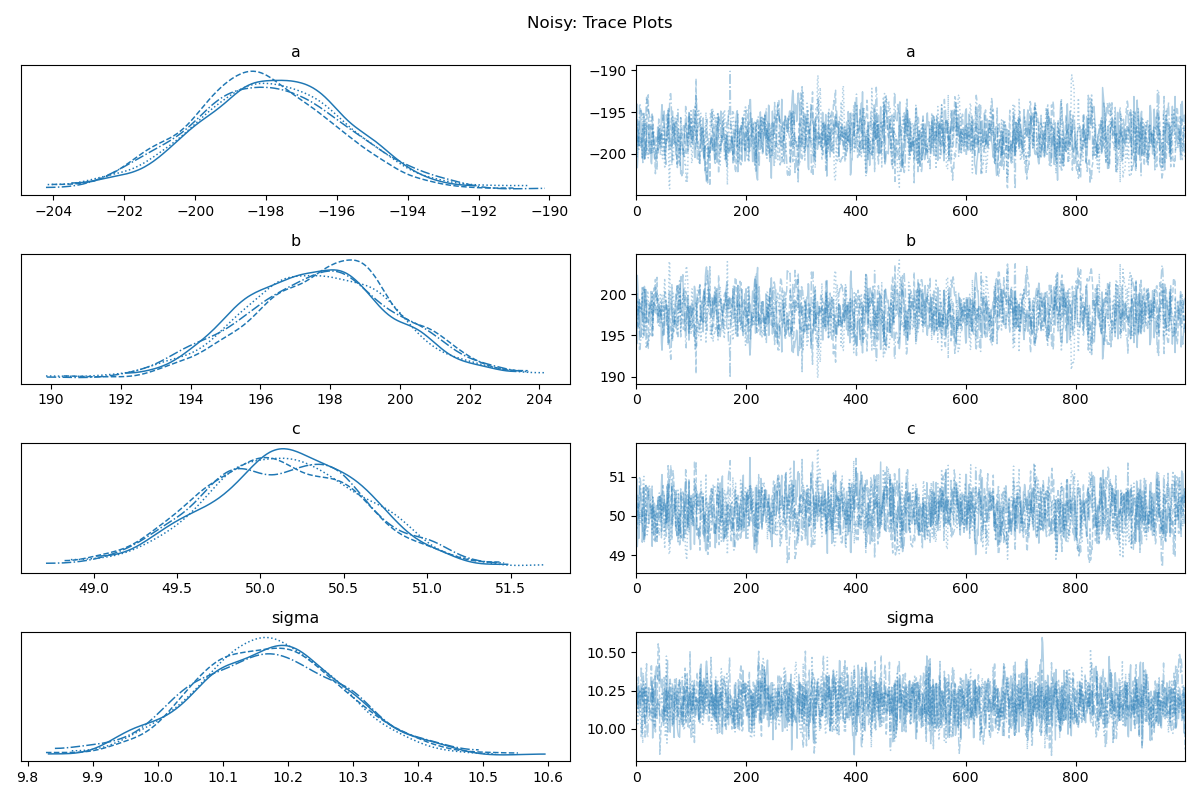 Noisy: Trace Plots
a
a
−190
−195
−200
−204 −202 −200 −198 −196 −194 −192 −190
0 200 400 600 800
b
b
200
195
190
190 192 194 196 198 200 202 204
0 200 400 600 800
c
c
51
50
49
49.0 49.5 50.0 50.5 51.0 51.5
0 200 400 600 800
sigma
sigma
10.50
10.25
10.00
9.8 9.9 10.0 10.1 10.2 10.3 10.4 10.5 10.6
0 200 400 600 800